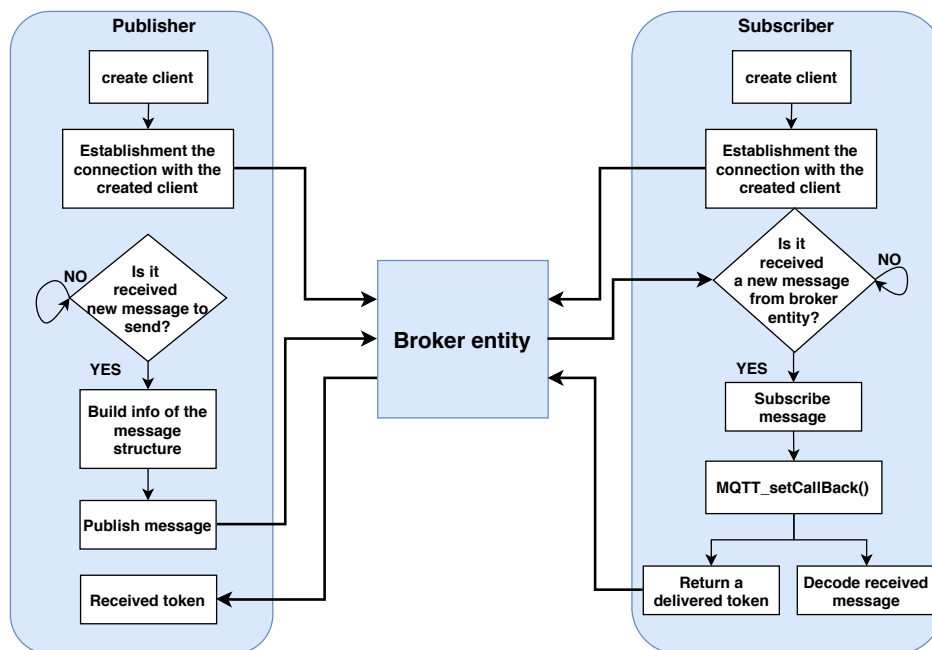 Publisher
create client
Establishment the
connection with the
created client
NO
Is it
received
new message to
send?
YES
Build info of the
message
structure
Publish message
Received token
Broker entity
Subscriber
create client
Establishment the
connection with the
created client
Is it
received
a new message
from broker
entity?
NO
YES
Subscribe
message
MQTT_setCallBack()
Return a
delivered token
Decode received
message